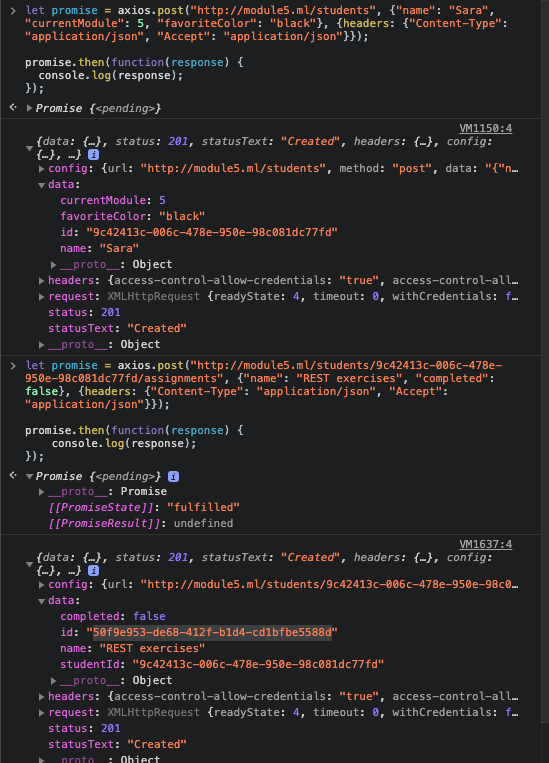 > let promise = axios.post("http://module5.ml/students", {"name": "Sara",
"currentModule": 5, "favoriteColor": "black"}, {headers: {"Content-Type":
"application/json", "Accept": "application/json"}});
promise.then(function(response) {
console.log(response);
});
Promise {<pending>}
VM1150:4
{data: {…}, status: 201, statusText: "Created", headers: {…}, config:
{…}, …} i
config: {url: "http://module5.ml/students", method: "post", data: "{"n…
data:
currentModule: 5
favoriteColor: "black"
id: "9c42413c-006c-478e-950e-98c081dc77fd"
name: "Sara"
__proto__: Object
headers: {access-control-allow-credentials: "true", access-control-all…
request: XMLHttpRequest {readyState: 4, timeout: 0, withCredentials: f…
status: 201
statusText: "Created"
__proto__: Object
> let promise = axios.post("http://module5.ml/students/9c42413c-006c-478e-
950e-98c081dc77fd/assignments", {"name": "REST exercises", "completed":
false}, {headers: {"Content-Type": "application/json", "Accept":
"application/json"}});
promise.then(function(response) {
console.log(response);
});
Promise {<pending>} i
__proto__: Promise
[[PromiseState]]: "fulfilled"
[[PromiseResult]]: undefined
VM1637:4
{data: {…}, status: 201, statusText: "Created", headers: {…}, config:
{…}, …} i
config: {url: "http://module5.ml/students/9c42413c-006c-478e-950e-98c0…
data:
completed: false
id: "50f9e953-de68-412f-b1d4-cd1bfbe5588d"
name: "REST exercises"
studentId: "9c42413c-006c-478e-950e-98c081dc77fd"
__proto__: Object
headers: {access-control-allow-credentials: "true", access-control-all…
request: XMLHttpRequest {readyState: 4, timeout: 0, withCredentials: f…
status: 201
statusText: "Created"
__proto__: Object